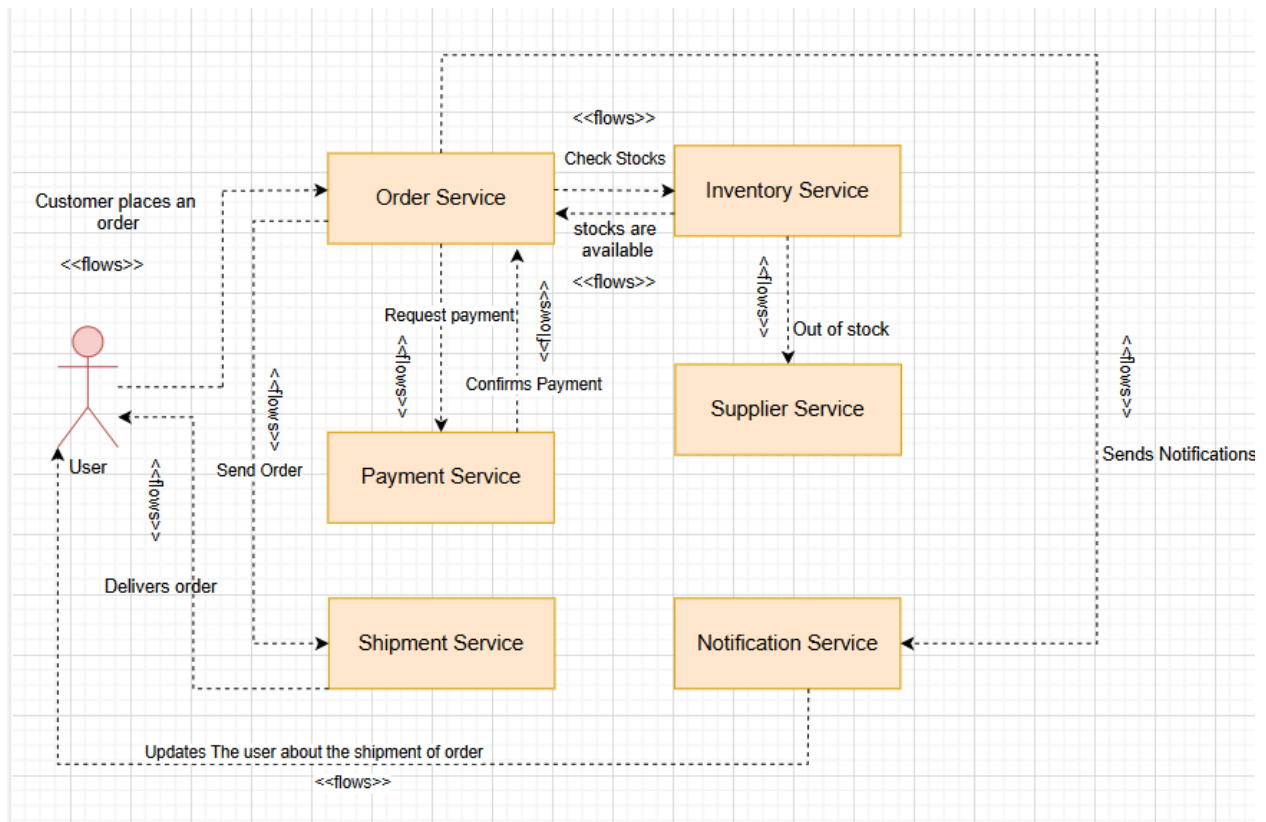 <<flows>>
Check Stocks
Order Service
Inventory Service
Customer places an
order
<<flows>>
stocks are
available
<<flows>>
<<flows>>
Out of stock
Request payment
<<flows>>
<<flows>>
Confirms Payment
<<flows>>
Send Order
<<flows>>
Sends Notifications
Supplier Service
User
Payment Service
<<flows>>
Delivers order
Shipment Service
Notification Service
Updates The user about the shipment of order
<<flows>>